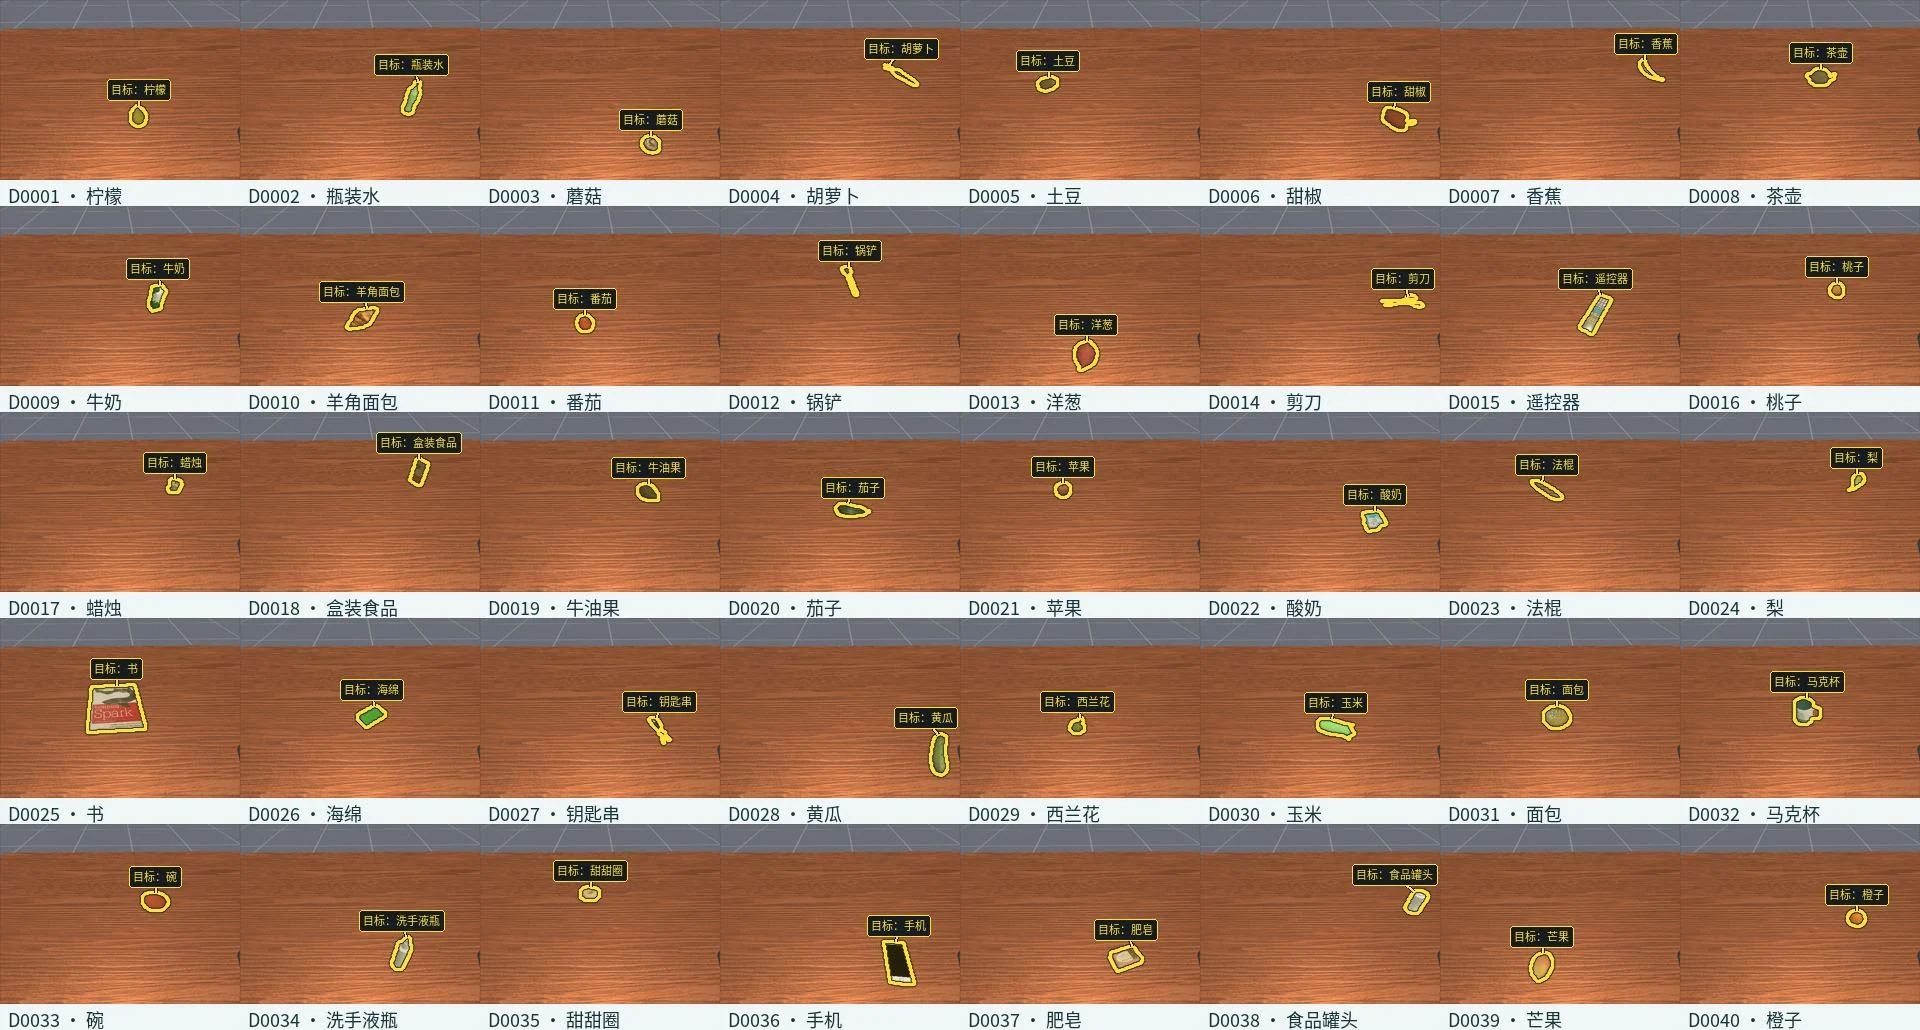 目标: 柠檬
目标: 瓶装水
目标: 蘑菇
目标: 胡萝卜
目标: 土豆
目标: 甜椒
目标: 香蕉
目标: 茶壶
D0001 · 柠檬
D0002 · 瓶装水
D0003 · 蘑菇
D0004 · 胡萝卜
D0005 · 土豆
D0006 · 甜椒
D0007 · 香蕉
D0008 · 茶壶
目标: 牛奶
目标: 羊角面包
目标: 番茄
目标: 锅铲
目标: 洋葱
目标: 剪刀
目标: 遥控器
目标: 桃子
D0009 · 牛奶
D0010 · 羊角面包
D0011 · 番茄
D0012 · 锅铲
D0013 · 洋葱
D0014 · 剪刀
D0015 · 遥控器
D0016 · 桃子
目标: 蜡烛
目标: 盒装食品
目标: 牛油果
目标: 茄子
目标: 苹果
目标: 酸奶
目标: 法棍
目标: 梨
D0017 · 蜡烛
D0018 · 盒装食品
D0019 · 牛油果
D0020 · 茄子
D0021 · 苹果
D0022 · 酸奶
D0023 · 法棍
D0024 · 梨
目标: 书
Spark
目标: 海绵
目标: 钥匙串
目标: 黄瓜
目标: 西兰花
目标: 玉米
目标: 面包
目标: 马克杯
D0025 · 书
D0026 · 海绵
D0027 · 钥匙串
D0028 · 黄瓜
D0029 · 西兰花
D0030 · 玉米
D0031 · 面包
D0032 · 马克杯
目标: 碗
目标: 洗手液瓶
目标: 甜甜圈
目标: 手机
目标: 肥皂
目标: 食品罐头
目标: 芒果
目标: 橙子
D0033 · 碗
D0034 · 洗手液瓶
D0035 · 甜甜圈
D0036 · 手机
D0037 · 肥皂
D0038 · 食品罐头
D0039 · 芒果
D0040 · 橙子